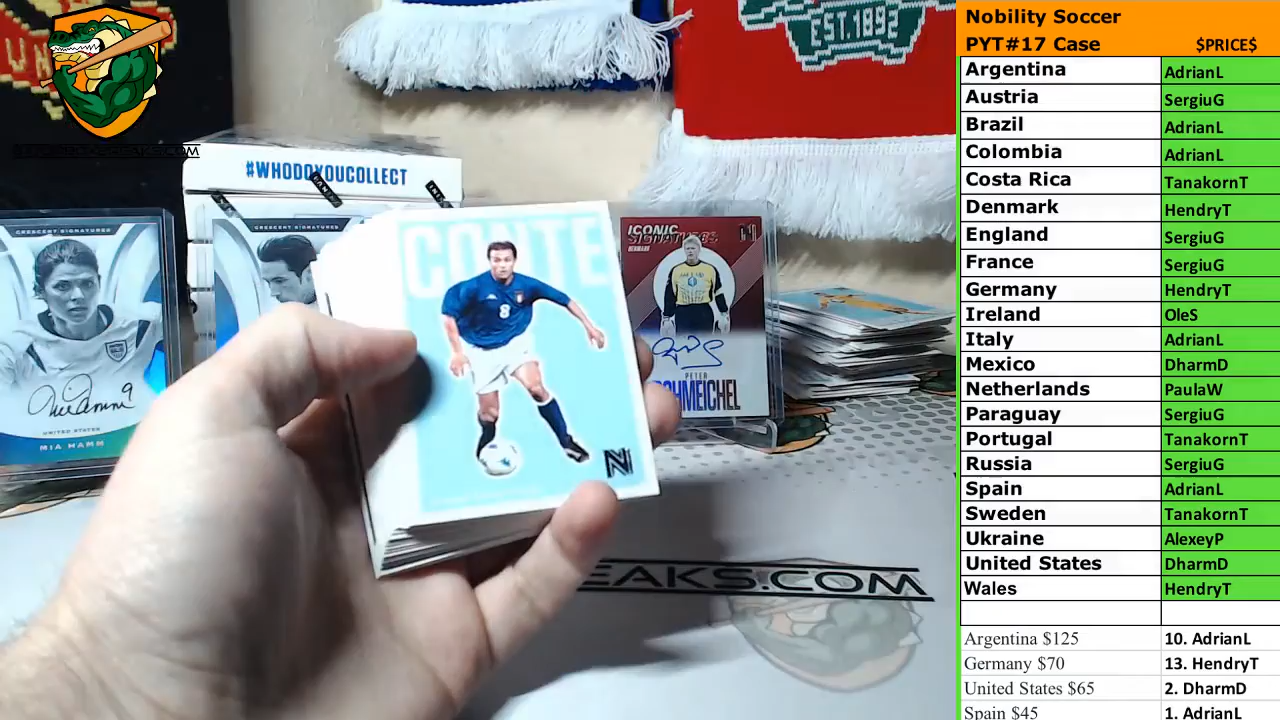 EST.1892
#WHODOYOUCOLLECT
CRESCENT SIGNATURES
CRESCENT SIGNATURES
UNITED STATES
MIA HAMM
8
N
ICONIC
SIGNATURES
N
PETER
SCHMEICHEL
EAKS.COM
Nobility Soccer
PYT#17 Case $PRICE$
Argentina AdrianL
Austria SergiuG
Brazil AdrianL
Colombia AdrianL
Costa Rica TanakornT
Denmark HendryT
England SergiuG
France SergiuG
Germany HendryT
Ireland OleS
Italy AdrianL
Mexico DharmD
Netherlands PaulaW
Paraguay SergiuG
Portugal TanakornT
Russia SergiuG
Spain AdrianL
Sweden TanakornT
Ukraine AlexeyP
United States DharmD
Wales HendryT
Argentina $125 10. AdrianL
Germany $70 13. HendryT
United States $65 2. DharmD
Spain $45 1. AdrianL